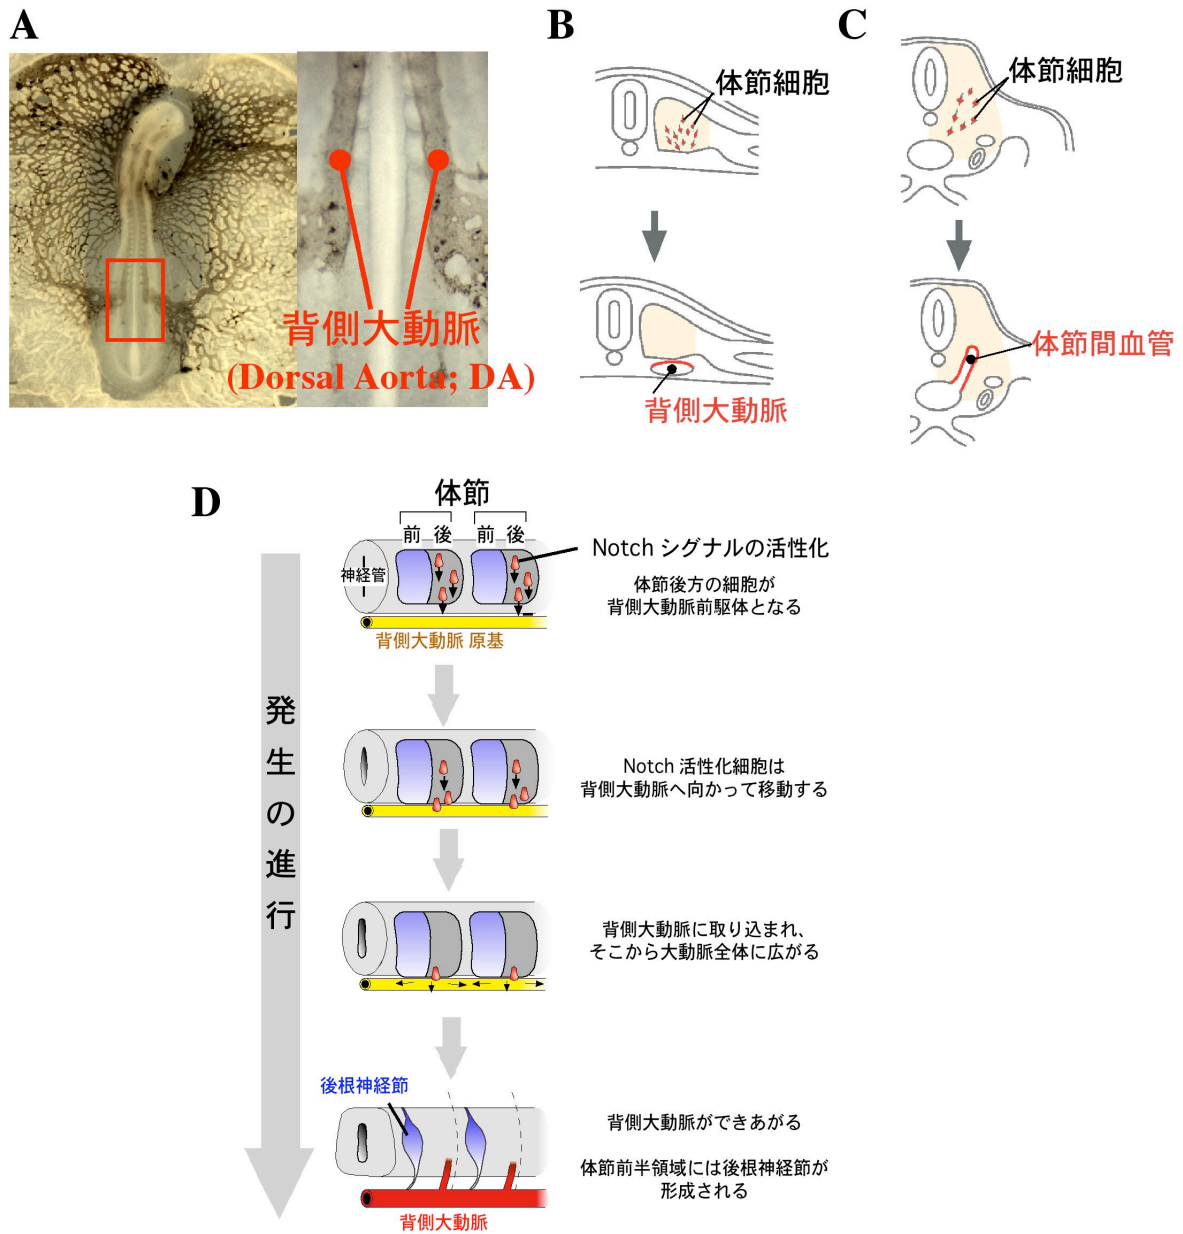 A
背側大動脈
(Dorsal Aorta; DA)
B
体節細胞
背側大動脈
C
体節細胞
体節間血管
D
発生の進行
体節
前 後 前 後
神経管
Notch シグナルの活性化
体節後方の細胞が
背側大動脈前駆体となる
背側大動脈 原基
Notch 活性化細胞は
背側大動脈へ向かって移動する
背側大動脈に取り込まれ、
そこから大動脈全体に広がる
後根神経節
背側大動脈ができあがる
体節前半領域には後根神経節が
形成される
背側大動脈